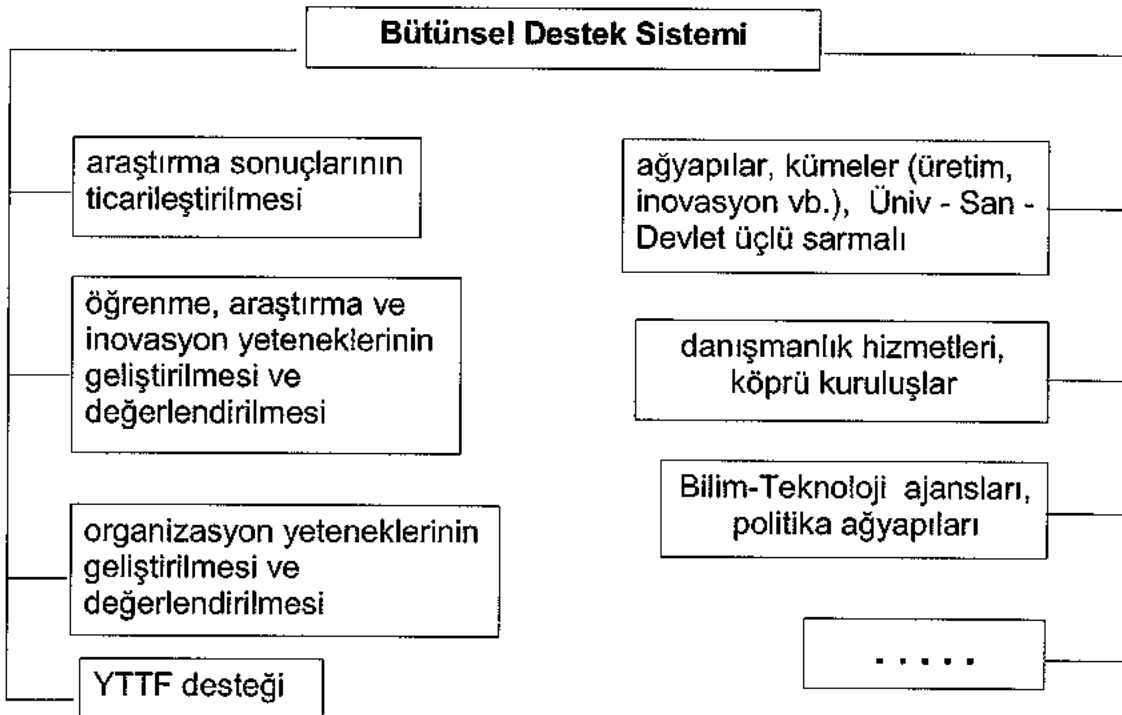 Bütünsel Destek Sistemi
araştırma sonuçlarının
ticarileştirilmesi
öğrenme, araştırma ve
inovasyon yeteneklerinin
geliştirilmesi ve
değerlendirilmesi
organizasyon yeteneklerinin
geliştirilmesi ve
değerlendirilmesi
YTTF desteği
ağyapılar, kümeler (üretim,
inovasyon vb.), Üniv - San -
Devlet üçlü sarmalı
danışmanlık hizmetleri,
köprü kuruluşlar
Bilim-Teknoloji ajansları,
politika ağyapıları
. . . . .